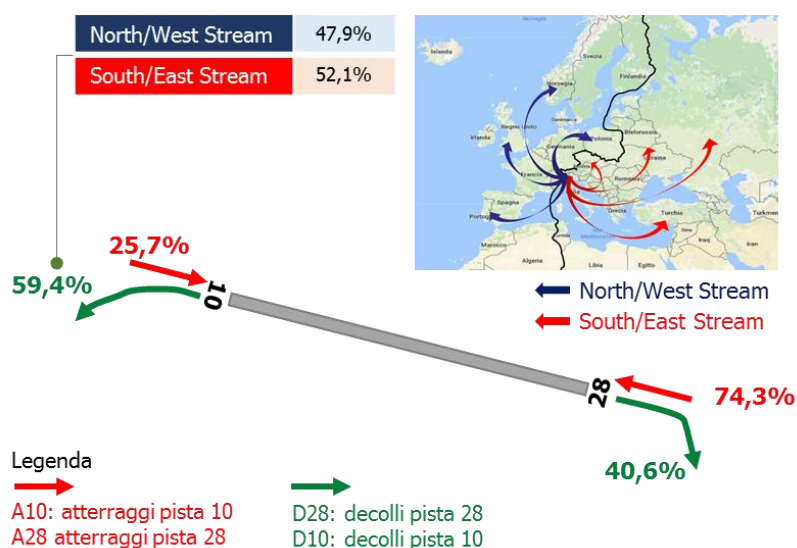 North/West Stream 47,9%
South/East Stream 52,1%
Islanda
Svezia
Finlandia
Norvegia
Danimarca
Regno Unito
Irlanda
Bielorussia
Polonia
Germania
Ucraina
Francia
Romania
Spagna
Portogallo
Grecia
Turchia
Turkmen
Siria
Iraq
Iran
Marocco
Algeria
Libia
Egitto
25,7%
59,4%
10
North/West Stream
South/East Stream
28
74,3%
40,6%
Legenda
A10: atterraggi pista 10
A28 atterraggi pista 28
D28: decolli pista 28
D10: decolli pista 10